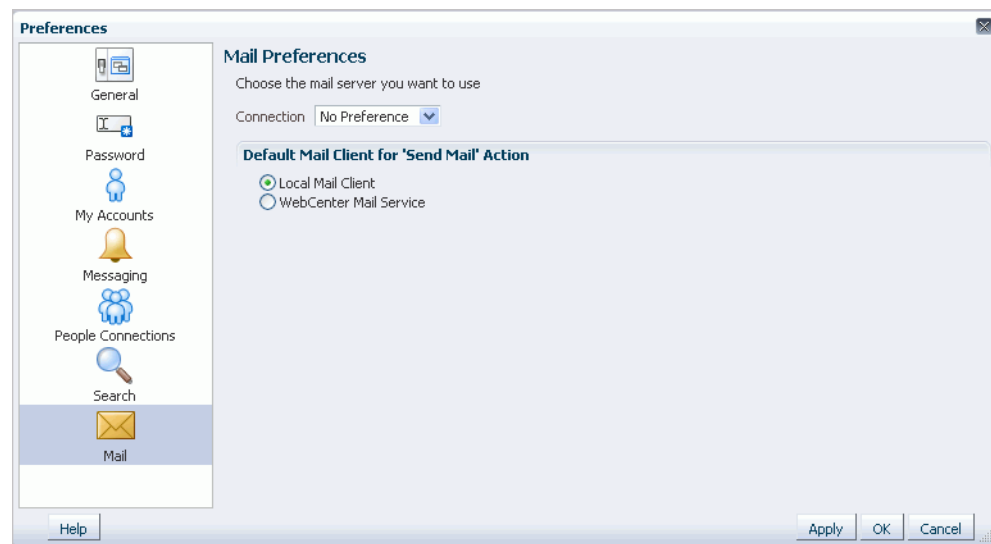 Preferences
General
Password
My Accounts
Messaging
People Connections
Search
Mail
Mail Preferences
Choose the mail server you want to use
Connection No Preference
Default Mail Client for 'Send Mail' Action
Local Mail Client
WebCenter Mail Service
Help Apply OK Cancel